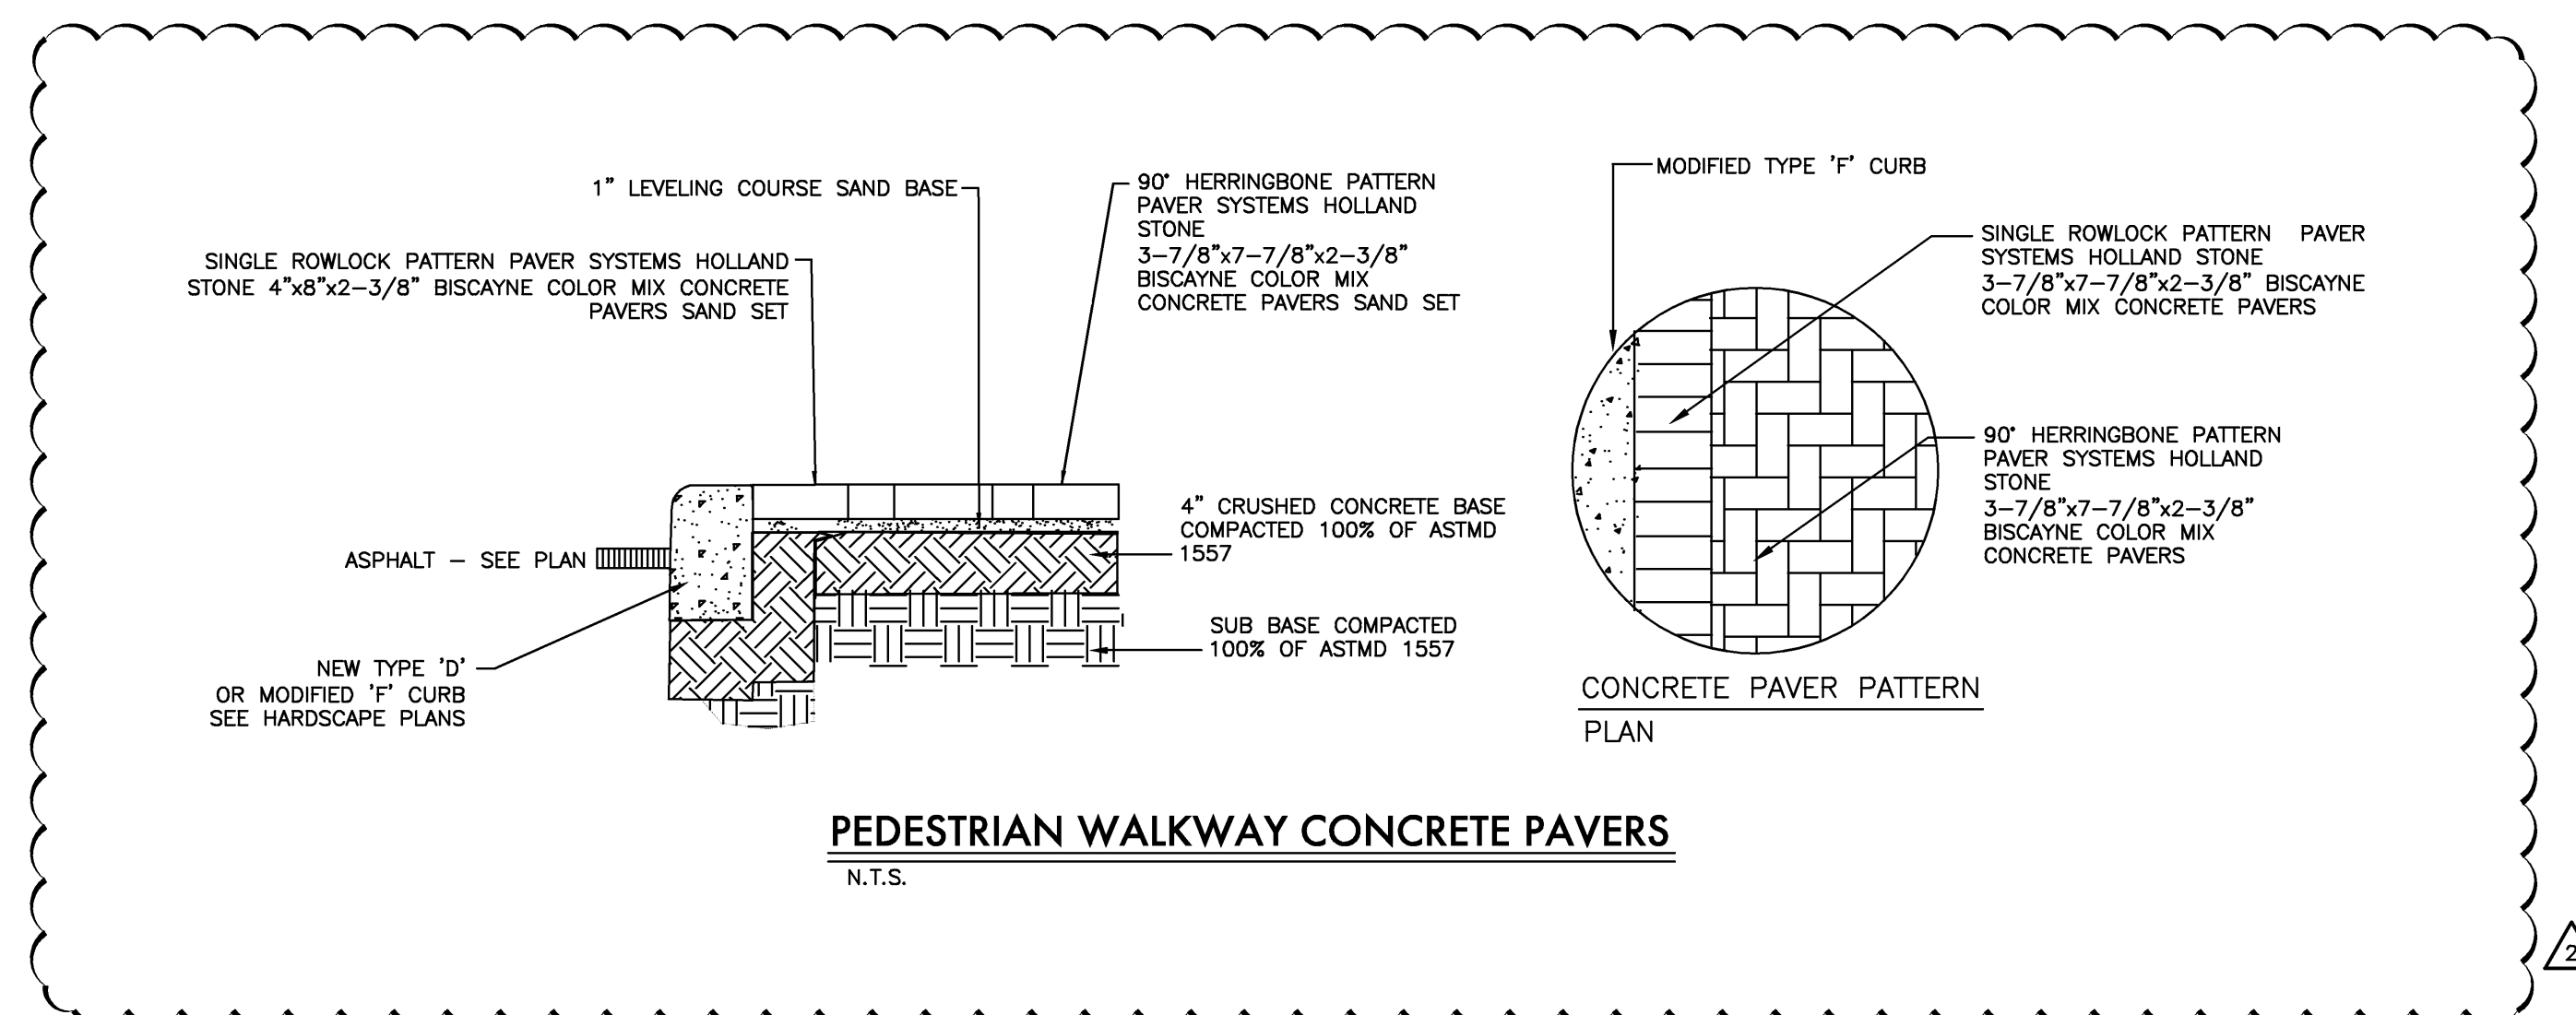 1” LEVELING COURSE SAND BASE
SINGLE ROWLOCK PATTERN PAVER SYSTEMS HOLLAND
STONE 4”x8”x2–3/8” BISCAYNE COLOR MIX CONCRETE
PAVERS SAND SET
90° HERRINGBONE PATTERN
PAVER SYSTEMS HOLLAND
STONE
3–7/8”x7–7/8”x2–3/8”
BISCAYNE COLOR MIX
CONCRETE PAVERS SAND SET
ASPHALT – SEE PLAN
NEW TYPE 'D'
OR MODIFIED 'F' CURB
SEE HARDSCAPE PLANS
4” CRUSHED CONCRETE BASE
COMPACTED 100% OF ASTMD
1557
SUB BASE COMPACTED
100% OF ASTMD 1557
MODIFIED TYPE 'F' CURB
SINGLE ROWLOCK PATTERN PAVER
SYSTEMS HOLLAND STONE
3–7/8”x7–7/8”x2–3/8” BISCAYNE
COLOR MIX CONCRETE PAVERS
90° HERRINGBONE PATTERN
PAVER SYSTEMS HOLLAND
STONE
3–7/8”x7–7/8”x2–3/8”
BISCAYNE COLOR MIX
CONCRETE PAVERS
CONCRETE PAVER PATTERN
PLAN
PEDESTRIAN WALKWAY CONCRETE PAVERS
N.T.S.
2